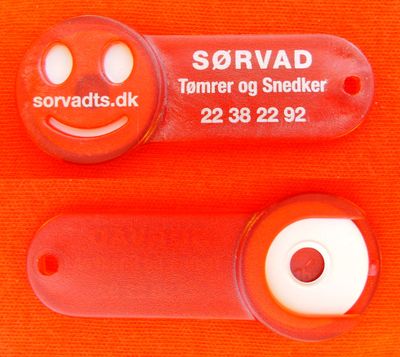 sorvadts.dk
SØRVAD
Tømrer og Snedker
22 38 22 92